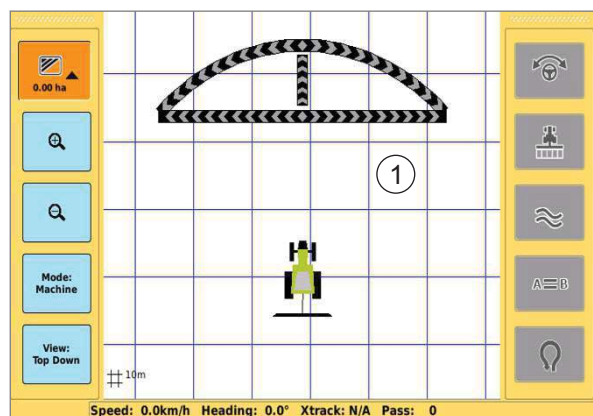 0.00 ha
1
Mode:
Machine
A B
View:
Top Down
10m
Speed: 0.0km/h Heading: 0.0° Xtrack: N/A Pass: 0